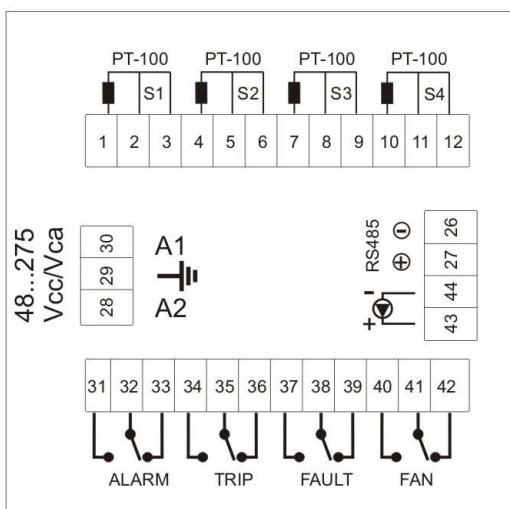 PT-100 PT-100 PT-100 PT-100
S1 S2 S3 S4
1 2 3 4 5 6 7 8 9 10 11 12
48...275
Vcc/Vca
30 A1
29
28 A2
RS485
⊖ 26
⊕ 27
- 44
+ 43
31 32 33 34 35 36 37 38 39 40 41 42
ALARM TRIP FAULT FAN